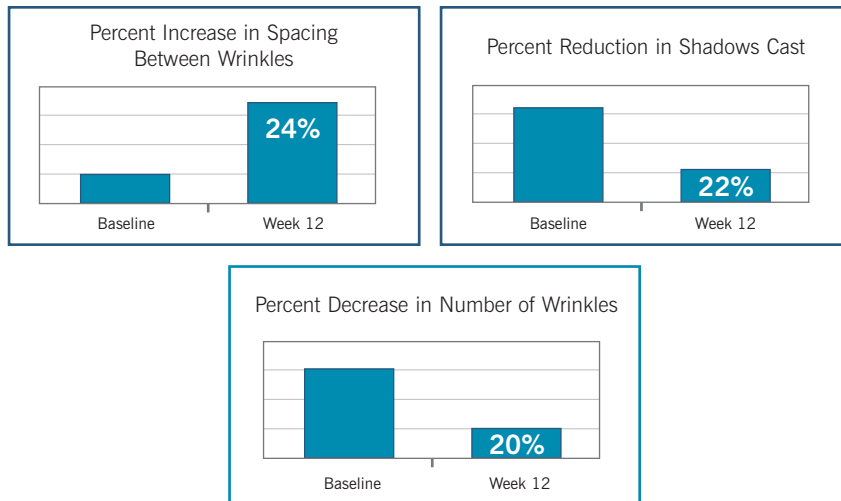 Percent Increase in Spacing
Between Wrinkles
24%
Baseline
Week 12
Percent Reduction in Shadows Cast
22%
Baseline
Week 12
Percent Decrease in Number of Wrinkles
20%
Baseline
Week 12